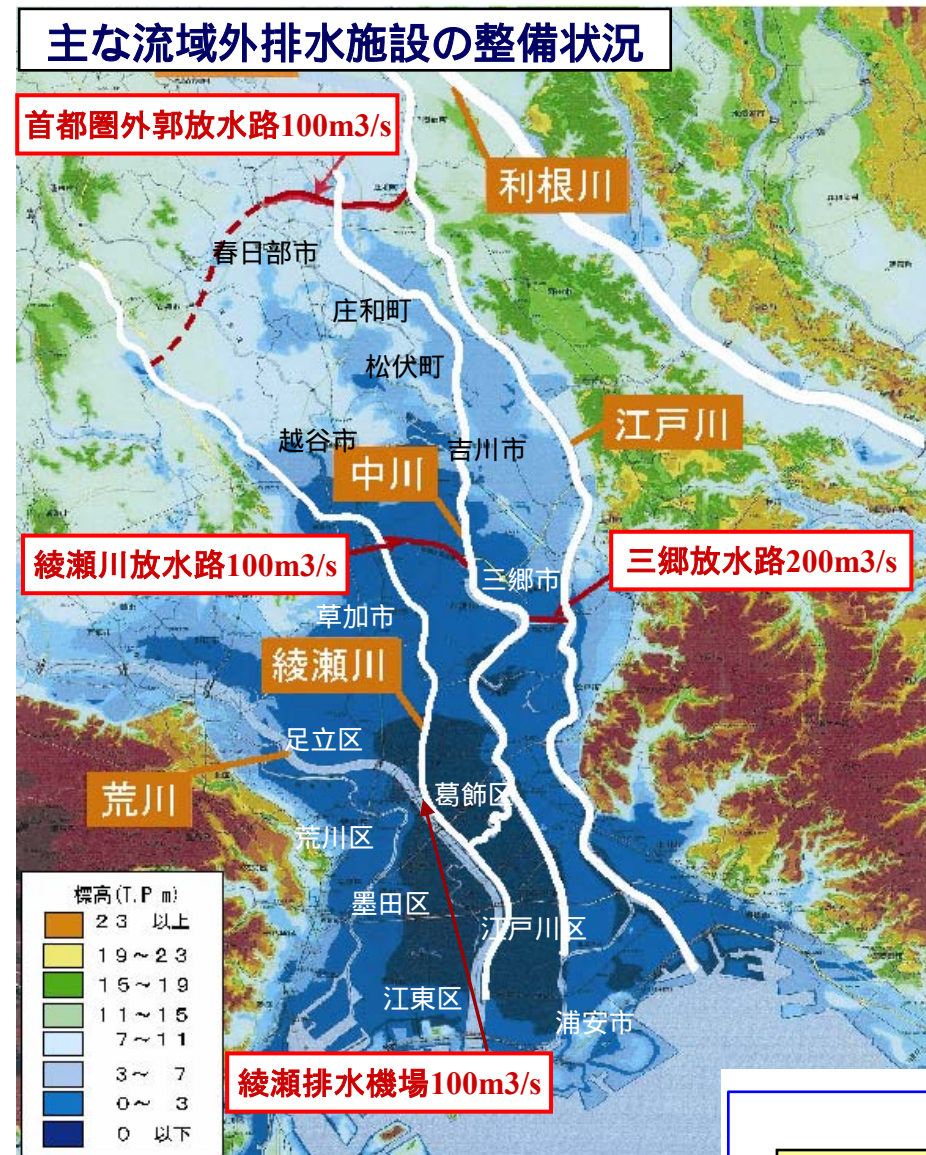 主な流域外排水施設の整備状況
首都圏外郭放水路100m3/s
利根川
春日部市
庄和町
松伏町
江戸川
越谷市
吉川市
中川
綾瀬川放水路100m3/s
三郷放水路200m3/s
三郷市
草加市
綾瀬川
足立区
荒川
葛飾区
荒川区
墨田区
江戸川区
江東区
浦安市
綾瀬排水機場100m3/s
標高(T.P m)
23 以上
19~23
15~19
11~15
7~11
3~ 7
0~ 3
0 以下